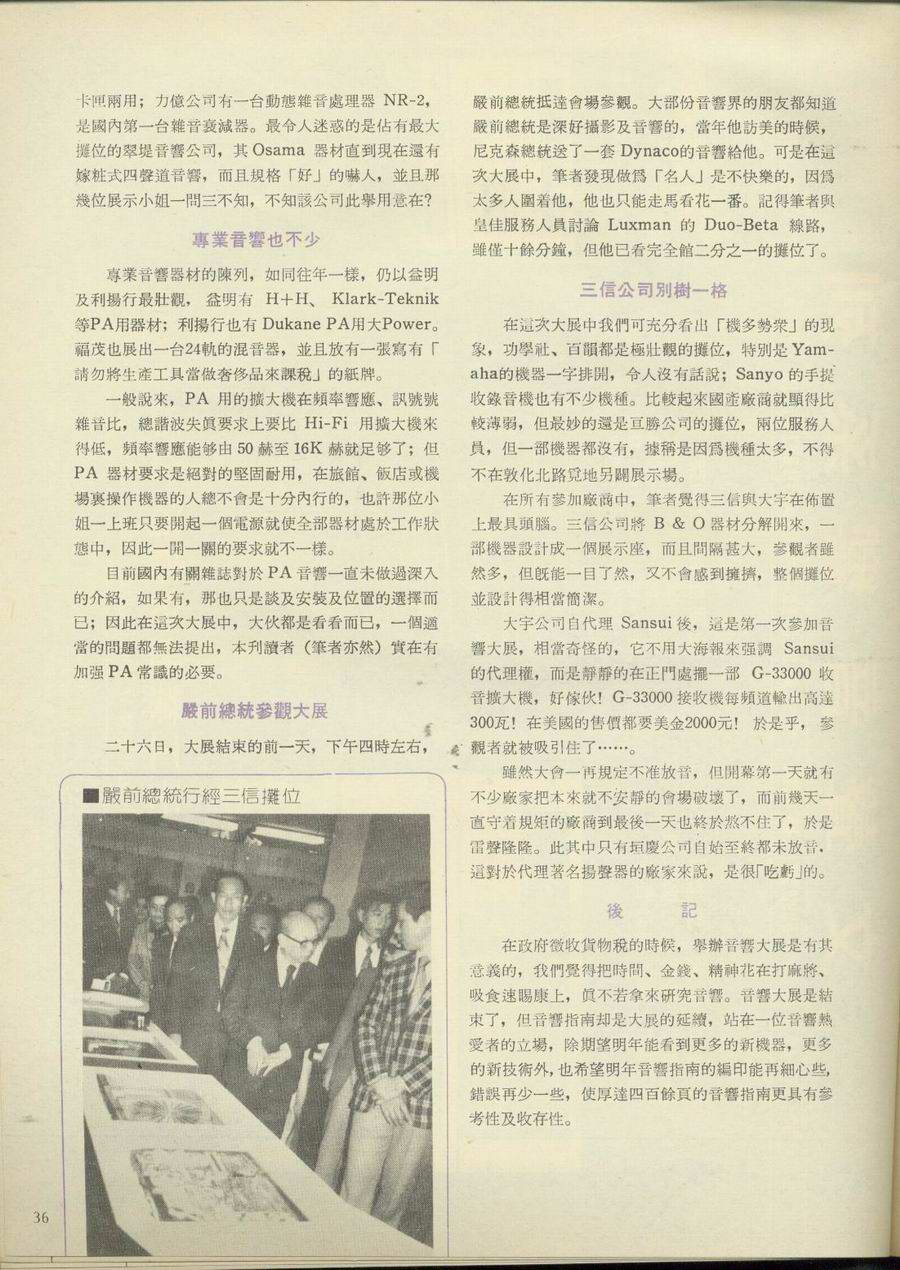 卡匣兩用；力億公司有一台動態雜音處理器 NR-2，
是國內第一台雜音衰減器。最令人迷惑的是佔有最大
攤位的翠堤音響公司，其 Osama 器材直到現在還有
嫁粧式四聲道音響，而且規格「好」的嚇人，並且那
幾位展示小姐一問三不知，不知該公司此舉用意在?
專業音響也不少
專業音響器材的陳列，如同往年一樣，仍以益明
及利揚行最壯觀， 益明有 H+H、 Klark-Teknik
等PA用器材；利揚行也有 Dukane PA用大Power。
福茂也展出一台24軌的混音器，並且放有一張寫有「
請勿將生產工具當做奢侈品來課稅」的紙牌。
一般說來，PA 用的擴大機在頻率響應、訊號號
雜音比，總諧波失眞要求上要比 Hi-Fi 用擴大機來
得低，頻率響應能够由 50 赫至 16K 赫就足够了；但
PA 器材要求是絕對的堅固耐用，在旅館、飯店或機
場裏操作機器的人總不會是十分內行的，也許那位小
姐一上班只要開起一個電源就使全部器材處於工作狀
態中，因此一開一關的要求就不一樣。
目前國內有關雜誌對於 PA 音響一直未做過深入
的介紹，如果有，那也只是談及安裝及位置的選擇而
已；因此在這次大展中，大伙都是看看而已，一個適
當的問題都無法提出，本刋讀者（筆者亦然）實在有
加强 PA 常識的必要。
嚴前總統參觀大展
二十六日，大展結束的前一天，下午四時左右，
■嚴前總統行經三信攤位
36
嚴前總統抵達會場參觀。大部份音響界的朋友都知道
嚴前總統是深好攝影及音響的，當年他訪美的時候，
尼克森總統送了一套 Dynaco的音響給他。可是在這
次大展中，筆者發現做爲「名人」是不快樂的，因爲
太多人圍着他，他也只能走馬看花一番。記得筆者與
皇佳服務人員討論 Luxman 的 Duo-Beta 線路，
雖僅十餘分鐘，但他已看完全館二分之一的攤位了。
三信公司別樹一格
在這次大展中我們可充分看出「機多勢衆」的現
象，功學社、百韻都是極壯觀的攤位，特別是 Yam-
aha的機器一字排開，令人沒有話說；Sanyo 的手提
收錄音機也有不少機種。比較起來國產廠商就顯得比
較薄弱，但最妙的還是亘勝公司的攤位，兩位服務人
員，但一部機器都沒有，據稱是因爲機種太多，不得
不在敦化北路覓地另闢展示場。
在所有參加廠商中，筆者覺得三信與大宇在佈置
上最具頭腦。三信公司將 B & O 器材分解開來，一
部機器設計成一個展示座，而且間隔甚大，參觀者雖
然多，但旣能一目了然，又不會感到擁擠，整個攤位
並設計得相當簡潔。
大宇公司自代理 Sansui 後，這是第一次參加音
響大展，相當奇怪的，它不用大海報來强調 Sansui
的代理權，而是靜靜的在正門處擺一部 G-33000 收
音擴大機，好傢伙! G-33000 接收機每頻道輸出高達
300瓦! 在美國的售價都要美金2000元! 於是乎，參
觀者就被吸引住了……。
雖然大會一再規定不准放音，但開幕第一天就有
不少廠家把本來就不安靜的會場破壞了，而前幾天一
直守着規矩的廠商到最後一天也終於熬不住了，於是
雷聲隆隆。此其中只有垣慶公司自始至終都未放音，
這對於代理著名揚聲器的廠家來說，是很「吃虧」的。
後 記
在政府徵收貨物稅的時候，舉辦音響大展是有其
意義的，我們覺得把時間、金錢、精神花在打麻將、
吸食速賜康上，眞不若拿來研究音響。音響大展是結
束了，但音響指南却是大展的延續，站在一位音響熱
愛者的立場，除期望明年能看到更多的新機器，更多
的新技術外，也希望明年音響指南的編印能再細心些，
錯誤再少一些，使厚達四百餘頁的音響指南更具有參
考性及收存性。